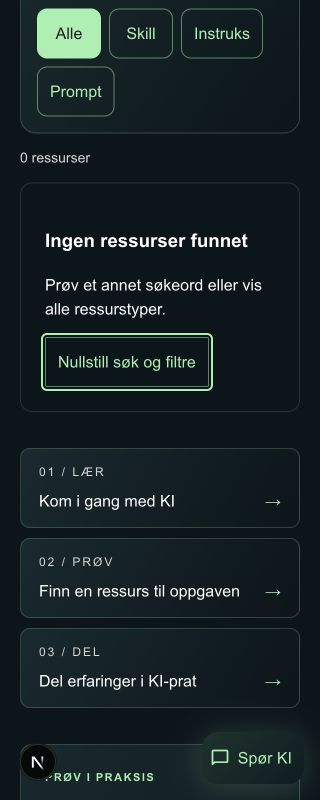 Alle
Skill
Instruks
Prompt
0 ressurser
Ingen ressurser funnet
Prøv et annet søkeord eller vis
alle ressurstyper.
Nullstill søk og filtre
01 / LÆR
Kom i gang med KI
→
02 / PRØV
Finn en ressurs til oppgaven
→
03 / DEL
Del erfaringer i KI-prat
→
N
Spør KI
PRØV I PRAKSIS